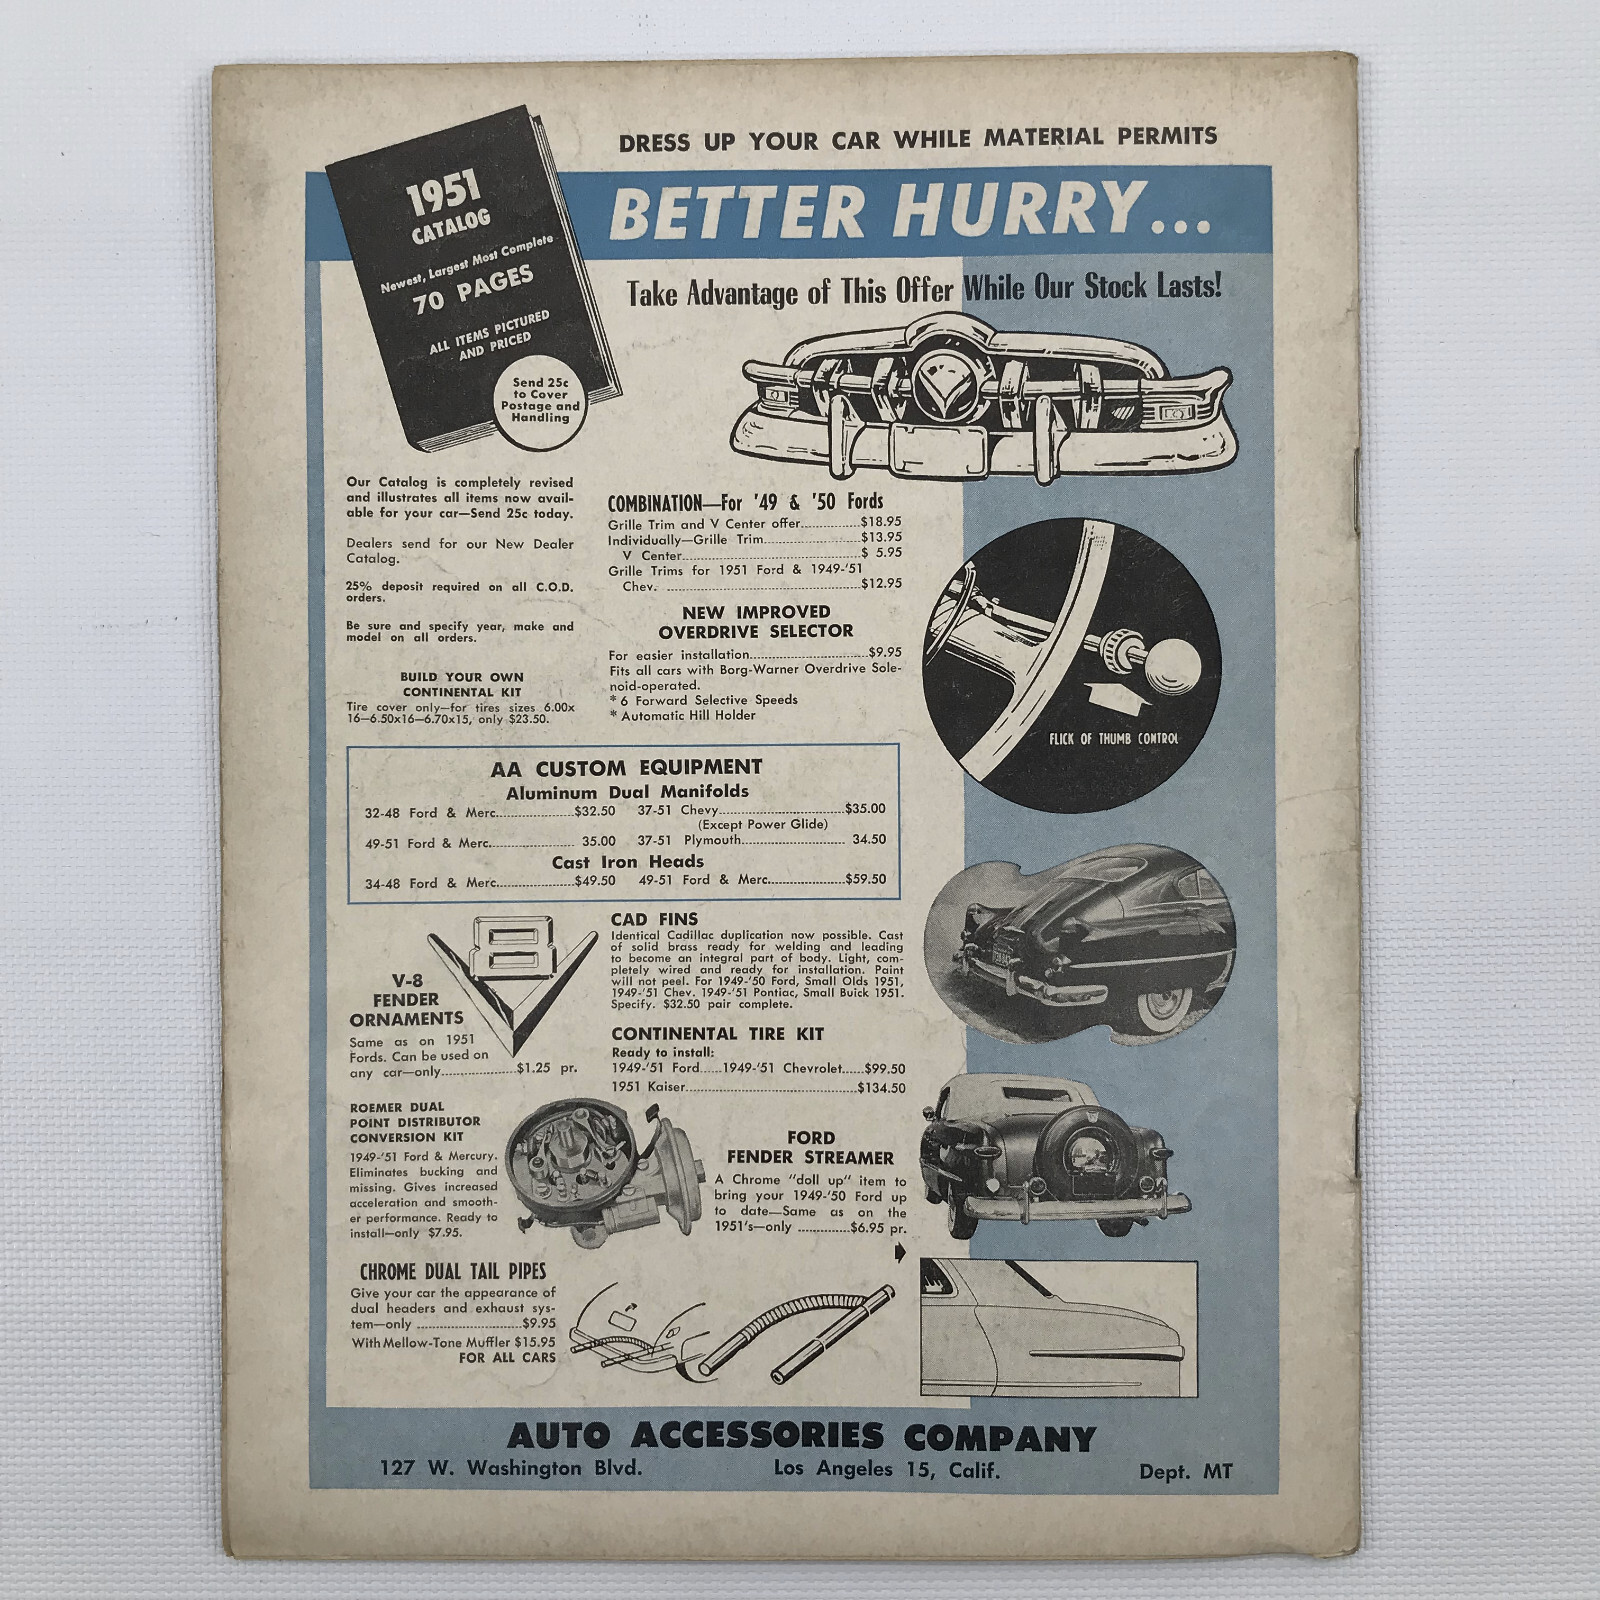 DRESS UP YOUR CAR WHILE MATERIAL PERMITS
BETTER HURRY...
Take Advantage of This Offer While Our Stock Lasts!
1951
CATALOG
Newest, Largest Most Complete
70 PAGES
ALL ITEMS PICTURED
AND PRICED
Send 25c
to Cover
Postage and
Handling
Our Catalog is completely revised
and illustrates all items now avail-
able for your car—Send 25c today.
Dealers send for our New Dealer
Catalog.
25% deposit required on all C.O.D.
orders.
Be sure and specify year, make and
model on all orders.
BUILD YOUR OWN
CONTINENTAL KIT
Tire cover only—for tires sizes 6.00x
16—6.50x16—6.70x15, only $23.50.
COMBINATION—For '49 & '50 Fords
Grille Trim and V Center offer..............$18.95
Individually—Grille Trim.......................$13.95
V Center...........................................$ 5.95
Grille Trims for 1951 Ford & 1949-'51
Chev. ..............................................$12.95
NEW IMPROVED
OVERDRIVE SELECTOR
For easier installation............................$9.95
Fits all cars with Borg-Warner Overdrive Sole-
noid-operated.
* 6 Forward Selective Speeds
* Automatic Hill Holder
FLICK OF THUMB CONTROL
AA CUSTOM EQUIPMENT
Aluminum Dual Manifolds
32-48 Ford & Merc...................$32.50 37-51 Chevy..............................$35.00
(Except Power Glide)
49-51 Ford & Merc..................... 35.00 37-51 Plymouth......................... 34.50
Cast Iron Heads
34-48 Ford & Merc...................$49.50 49-51 Ford & Merc...................$59.50
V-8
FENDER
ORNAMENTS
Same as on 1951
Fords. Can be used on
any car—only..................$1.25 pr.
CAD FINS
Identical Cadillac duplication now possible. Cast
of solid brass ready for welding and leading
to become an integral part of body. Light, com-
pletely wired and ready for installation. Paint
will not peel. For 1949-'50 Ford, Small Olds 1951,
1949-'51 Chev. 1949-'51 Pontiac, Small Buick 1951.
Specify. $32.50 pair complete.
CONTINENTAL TIRE KIT
Ready to install:
1949-'51 Ford.....1949-'51 Chevrolet.....$99.50
1951 Kaiser.........................................$134.50
ROEMER DUAL
POINT DISTRIBUTOR
CONVERSION KIT
1949-'51 Ford & Mercury.
Eliminates bucking and
missing. Gives increased
acceleration and smooth-
er performance. Ready to
install—only $7.95.
FORD
FENDER STREAMER
A Chrome "doll up" item to
bring your 1949-'50 Ford up
to date—Same as on the
1951's—only ............$6.95 pr.
CHROME DUAL TAIL PIPES
Give your car the appearance of
dual headers and exhaust sys-
tem—only ..........................$9.95
With Mellow-Tone Muffler $15.95
FOR ALL CARS
AUTO ACCESSORIES COMPANY
127 W. Washington Blvd. Los Angeles 15, Calif. Dept. MT